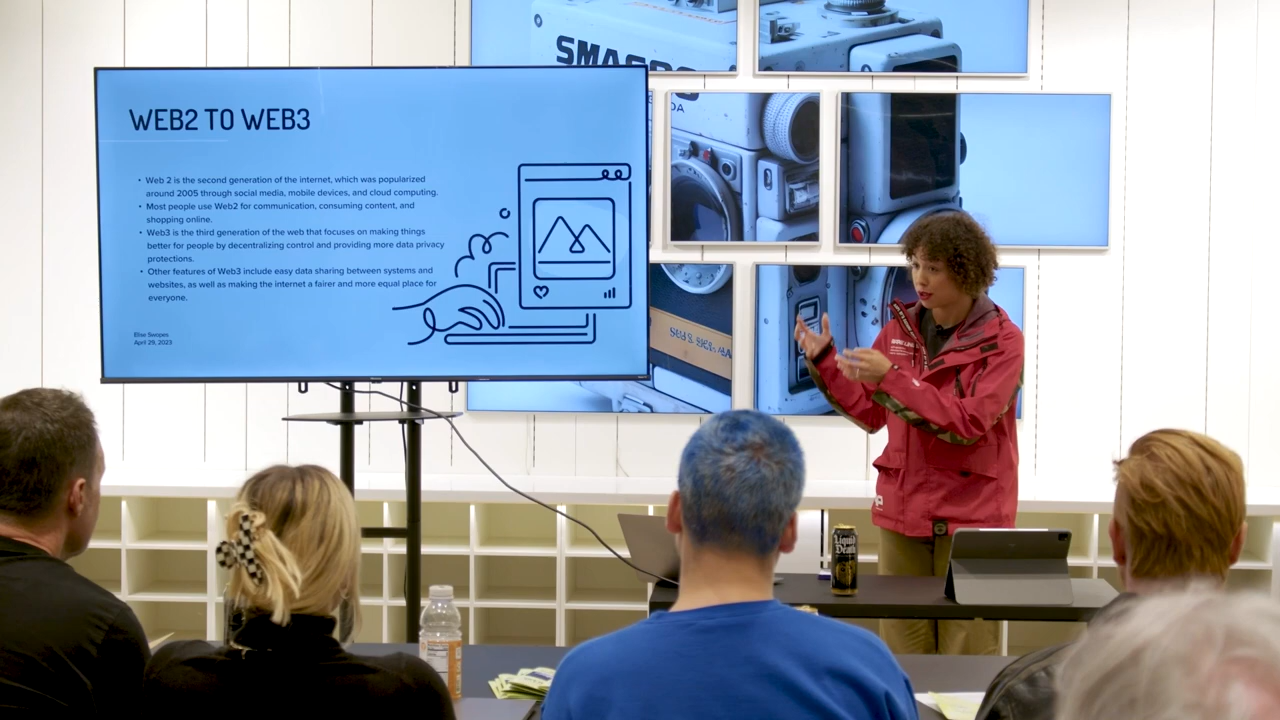 WEB2 TO WEB3
• Web 2 is the second generation of the internet, which was popularized
around 2005 through social media, mobile devices, and cloud computing.
• Most people use Web2 for communication, consuming content, and
shopping online.
• Web3 is the third generation of the web that focuses on making things
better for people by decentralizing control and providing more data privacy
protections.
• Other features of Web3 include easy data sharing between systems and
websites, as well as making the internet a fairer and more equal place for
everyone.
Elise Swopes
April 29, 2023
Liquid
Death